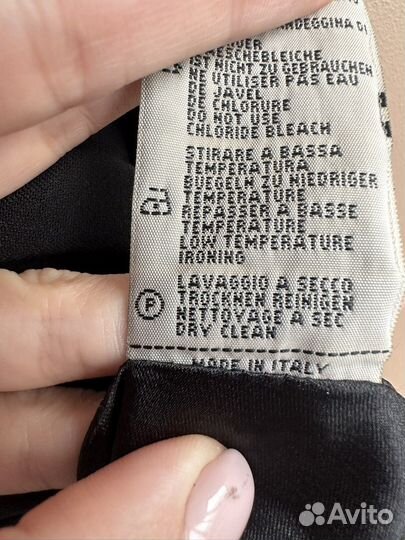 CANDEGGINA DI
WESCHEBLEICHE
NICHT ZU GEBRAUCHEN
NE UTILISER PAS EAU
DE JAVEL
DE CHLORURE
DO NOT USE
CHLORIDE BLEACH
STIRARE A BASSA
TEMPERATURA
BUEGELN ZU NIEDRIGER
TEMPERATURE
REPASSER A BASSE
TEMPERATURE
LOW TEMPERATURE
IRONING
P
LAVAGGIO A SECCO
TROCKNEN REINIGEN
NETTOYAGE A SEC
DRY CLEAN
MADE IN ITALY
Avito